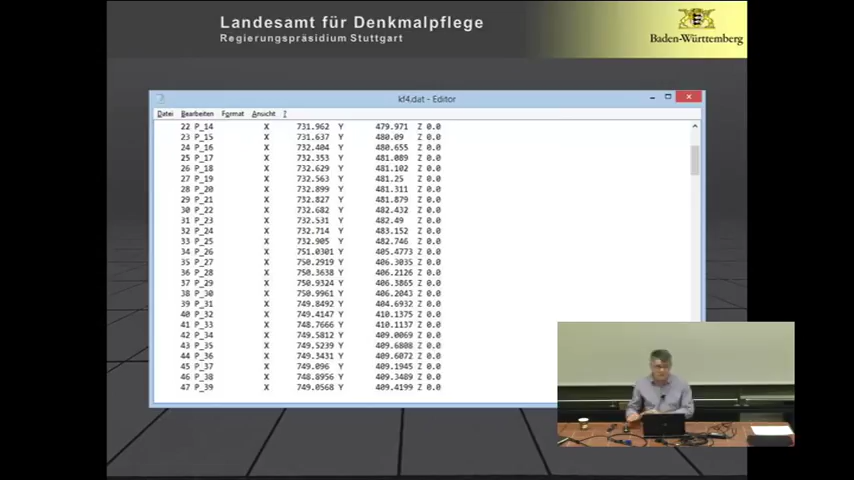 Landesamt für Denkmalpflege
Regierungspräsidium Stuttgart
Baden-Württemberg
kf4.dat - Editor
Datei Bearbeiten Format Ansicht ?
22 P_14 X 731.962 Y 479.971 Z 0.0
23 P_15 X 731.637 Y 480.09 Z 0.0
24 P_16 X 732.404 Y 480.655 Z 0.0
25 P_17 X 732.353 Y 481.089 Z 0.0
26 P_18 X 732.629 Y 481.102 Z 0.0
27 P_19 X 732.563 Y 481.25 Z 0.0
28 P_20 X 732.899 Y 481.311 Z 0.0
29 P_21 X 732.827 Y 481.879 Z 0.0
30 P_22 X 732.682 Y 482.432 Z 0.0
31 P_23 X 732.531 Y 482.49 Z 0.0
32 P_24 X 732.714 Y 483.152 Z 0.0
33 P_25 X 732.905 Y 482.746 Z 0.0
34 P_26 X 751.0301 Y 405.4773 Z 0.0
35 P_27 X 750.2919 Y 406.3035 Z 0.0
36 P_28 X 750.3638 Y 406.2126 Z 0.0
37 P_29 X 750.9324 Y 406.3865 Z 0.0
38 P_30 X 750.9961 Y 406.2043 Z 0.0
39 P_31 X 749.8492 Y 404.6932 Z 0.0
40 P_32 X 749.4147 Y 410.1375 Z 0.0
41 P_33 X 748.7666 Y 410.1137 Z 0.0
42 P_34 X 749.5812 Y 409.0069 Z 0.0
43 P_35 X 749.5239 Y 409.6808 Z 0.0
44 P_36 X 749.3431 Y 409.6072 Z 0.0
45 P_37 X 749.096 Y 409.1945 Z 0.0
46 P_38 X 748.8956 Y 409.3489 Z 0.0
47 P_39 X 749.0568 Y 409.4199 Z 0.0